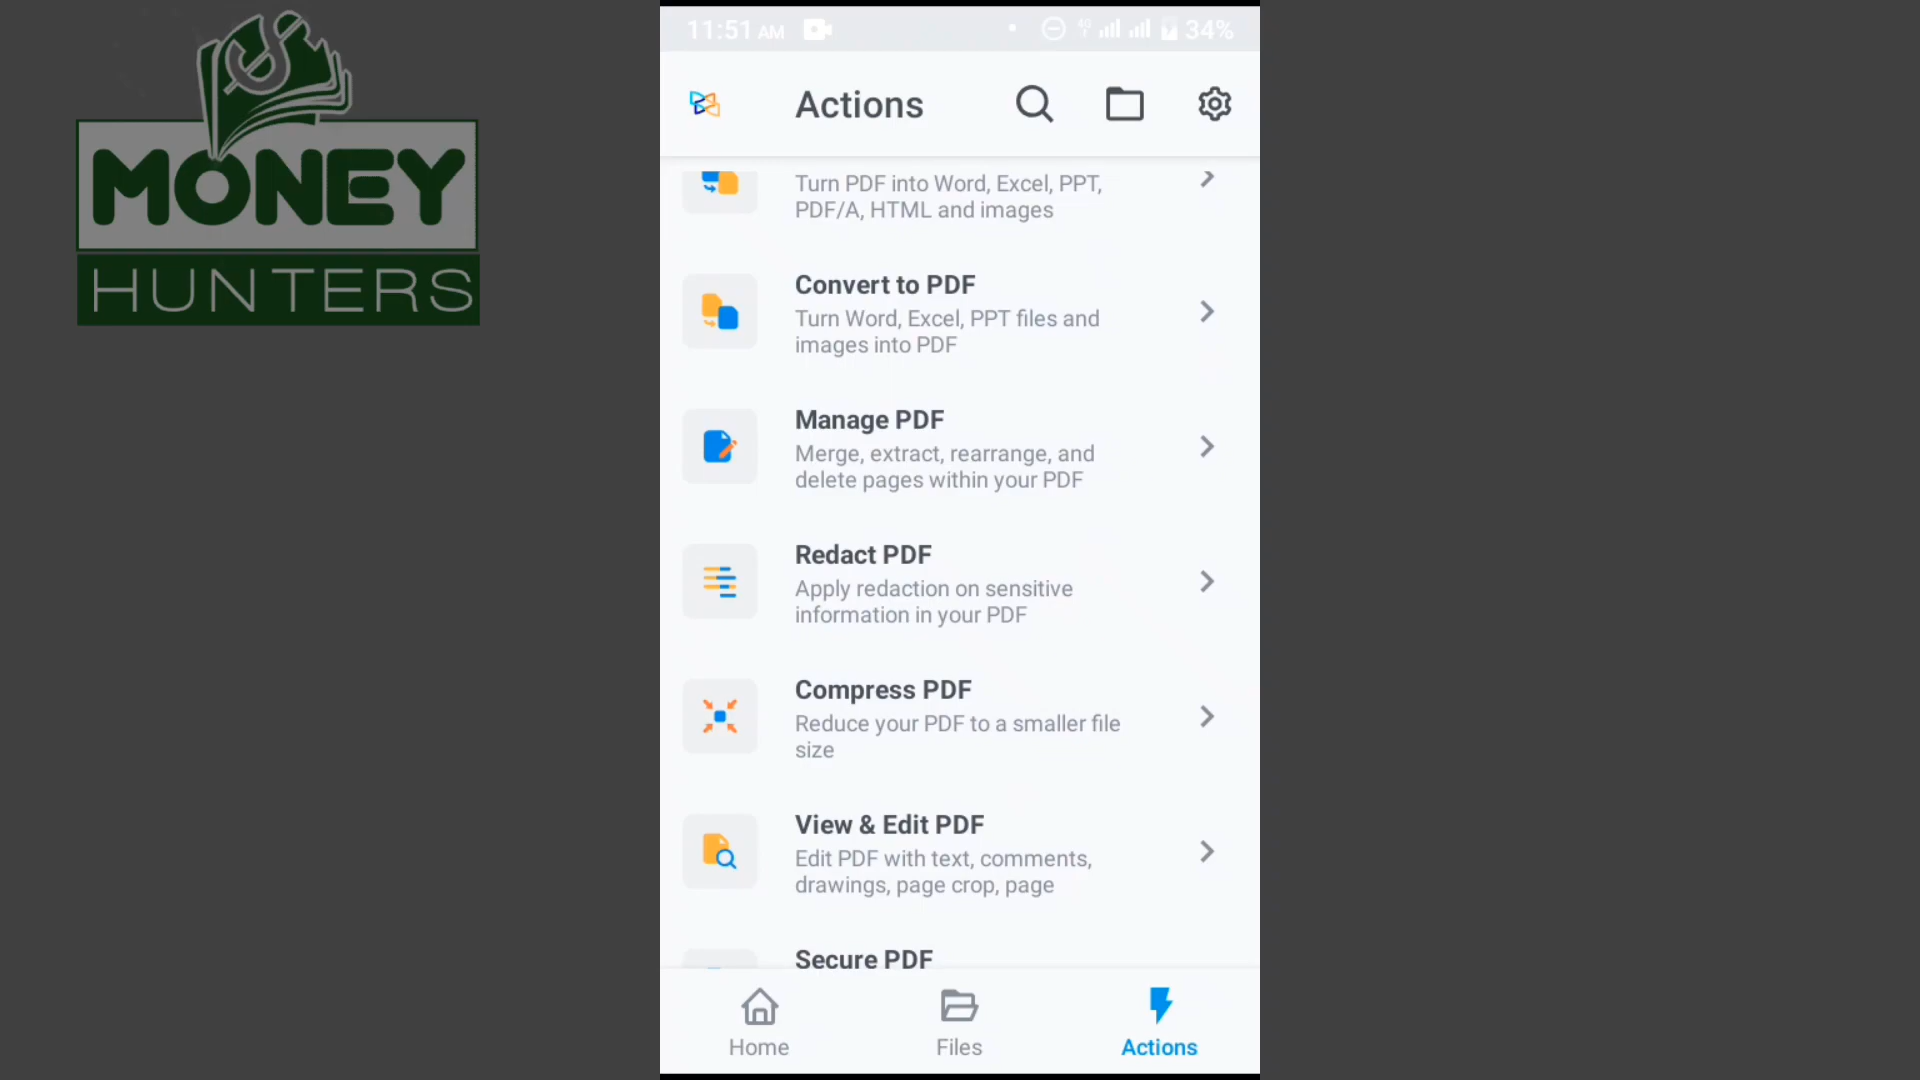 MONEY
HUNTERS
11:51 AM
4G
34%
Actions
Turn PDF into Word, Excel, PPT,
PDF/A, HTML and images
Convert to PDF
Turn Word, Excel, PPT files and
images into PDF
Manage PDF
Merge, extract, rearrange, and
delete pages within your PDF
Redact PDF
Apply redaction on sensitive
information in your PDF
Compress PDF
Reduce your PDF to a smaller file
size
View & Edit PDF
Edit PDF with text, comments,
drawings, page crop, page
Secure PDF
Home
Files
Actions